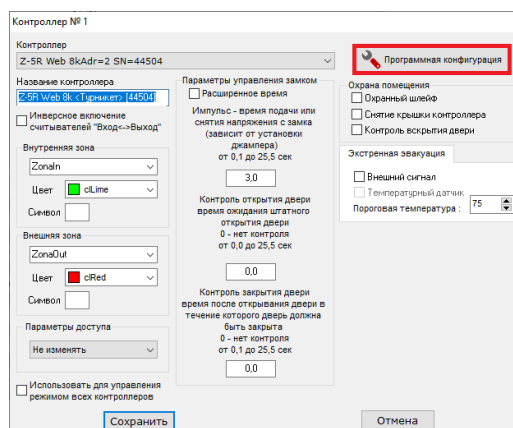 Контроллер № 1
Контроллер
Z-5R Web 8kAdr=2 SN=44504
Программная конфигурация
Название контроллера
Z-5R Web 8k <Турникет> [44504]
Инверсное включение
считывателей "Вход<->Выход"
Внутренняя зона
ZonaIn
Цвет
clLime
Символ
Внешняя зона
ZonaOut
Цвет
clRed
Символ
Параметры доступа
Не изменять
Использовать для управления
режимом всех контроллеров
Параметры управления замком
Расширенное время
Импульс - время подачи или
снятия напряжения с замка
(зависит от установки
джампера)
от 0,1 до 25,5 сек
3,0
Контроль открытия двери
время ожидания штатного
открытия двери
0 - нет контроля
от 0,0 до 25,5 сек
0,0
Контроль закрытия двери
время после открывания двери в
течение которого дверь должна
быть закрыта
0 - нет контроля
от 0,1 до 25,5 сек
0,0
Охрана помещения
Охранный шлейф
Снятие крышки контроллера
Контроль вскрытия двери
Экстренная эвакуация
Внешний сигнал
Температурный датчик
Пороговая температура :
75
Сохранить
Отмена